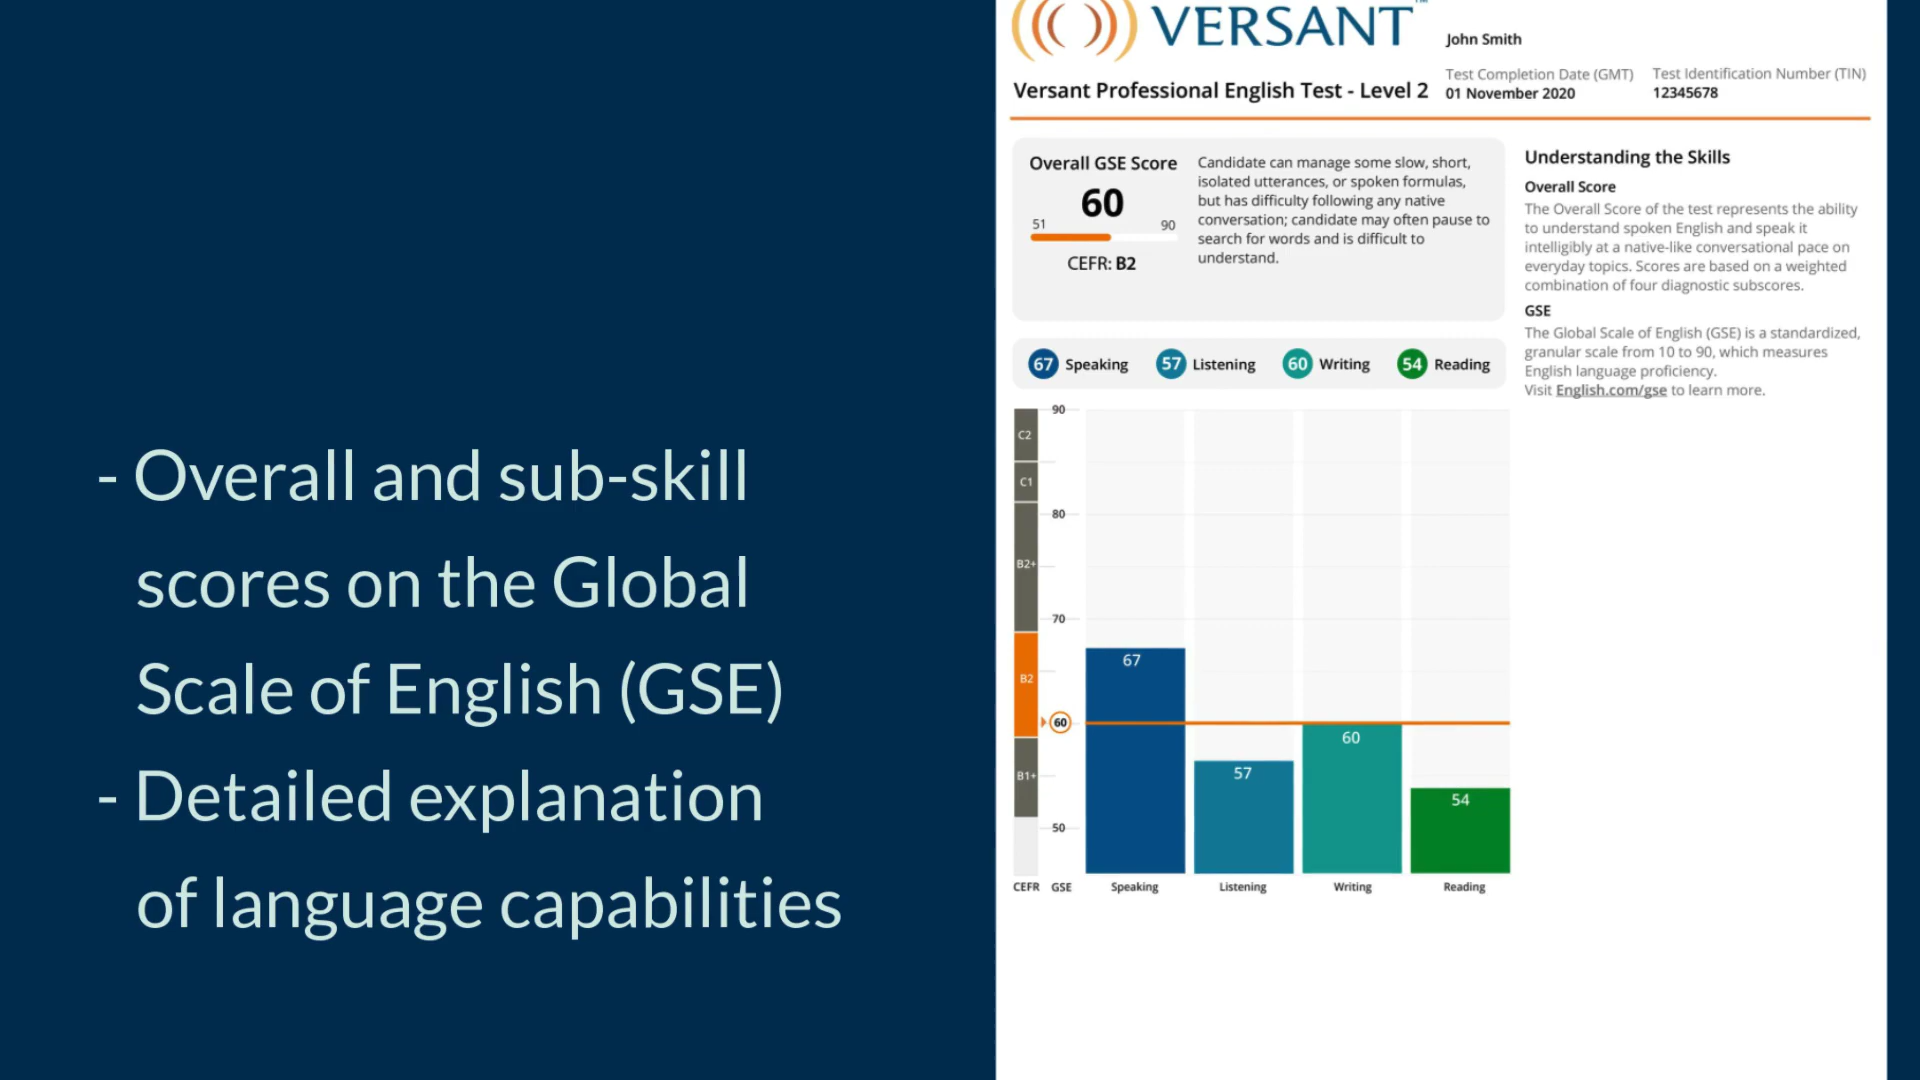 - Overall and sub-skill
scores on the Global
Scale of English (GSE)
- Detailed explanation
of language capabilities
VERSANT™
John Smith
Versant Professional English Test - Level 2
Test Completion Date (GMT)
01 November 2020
Test Identification Number (TIN)
12345678
Overall GSE Score
60
51
90
CEFR: B2
Candidate can manage some slow, short,
isolated utterances, or spoken formulas,
but has difficulty following any native
conversation; candidate may often pause to
search for words and is difficult to
understand.
Understanding the Skills
Overall Score
The Overall Score of the test represents the ability
to understand spoken English and speak it
intelligibly at a native-like conversational pace on
everyday topics. Scores are based on a weighted
combination of four diagnostic subscores.
GSE
The Global Scale of English (GSE) is a standardized,
granular scale from 10 to 90, which measures
English language proficiency.
Visit English.com/gse to learn more.
67 Speaking 57 Listening 60 Writing 54 Reading
90
C2
C1
80
B2+
70
67
B2
60
60
57
B1+
54
50
CEFR GSE Speaking Listening Writing Reading